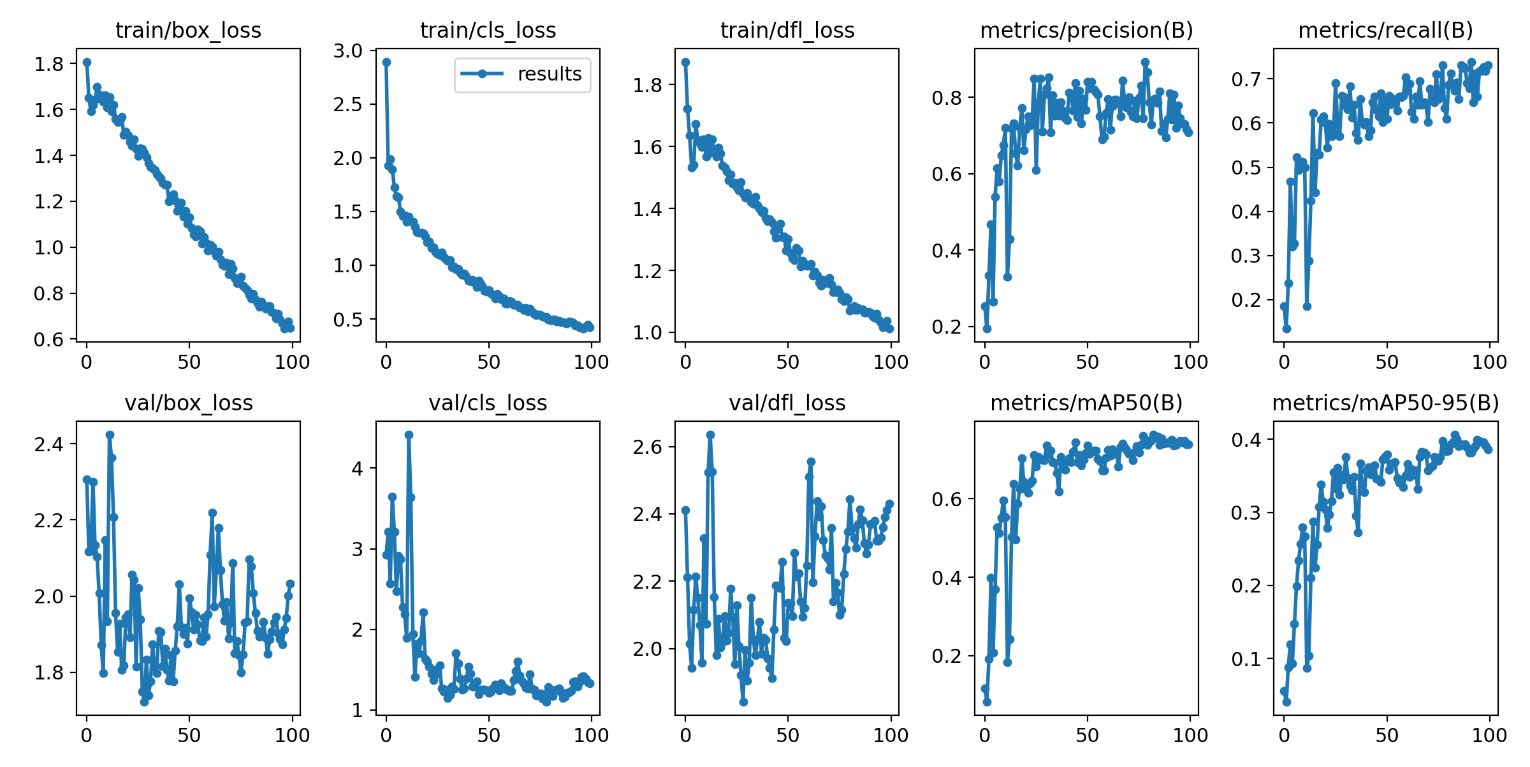 train/box_loss
1.8
1.6
1.4
1.2
1.0
0.8
0.6
0 50 100
train/cls_loss
results
3.0
2.5
2.0
1.5
1.0
0.5
0 50 100
train/dfl_loss
1.8
1.6
1.4
1.2
1.0
0 50 100
metrics/precision(B)
0.8
0.6
0.4
0.2
0 50 100
metrics/recall(B)
0.7
0.6
0.5
0.4
0.3
0.2
0 50 100
val/box_loss
2.4
2.2
2.0
1.8
0 50 100
val/cls_loss
4
3
2
1
0 50 100
val/dfl_loss
2.6
2.4
2.2
2.0
0 50 100
metrics/mAP50(B)
0.6
0.4
0.2
0 50 100
metrics/mAP50-95(B)
0.4
0.3
0.2
0.1
0 50 100